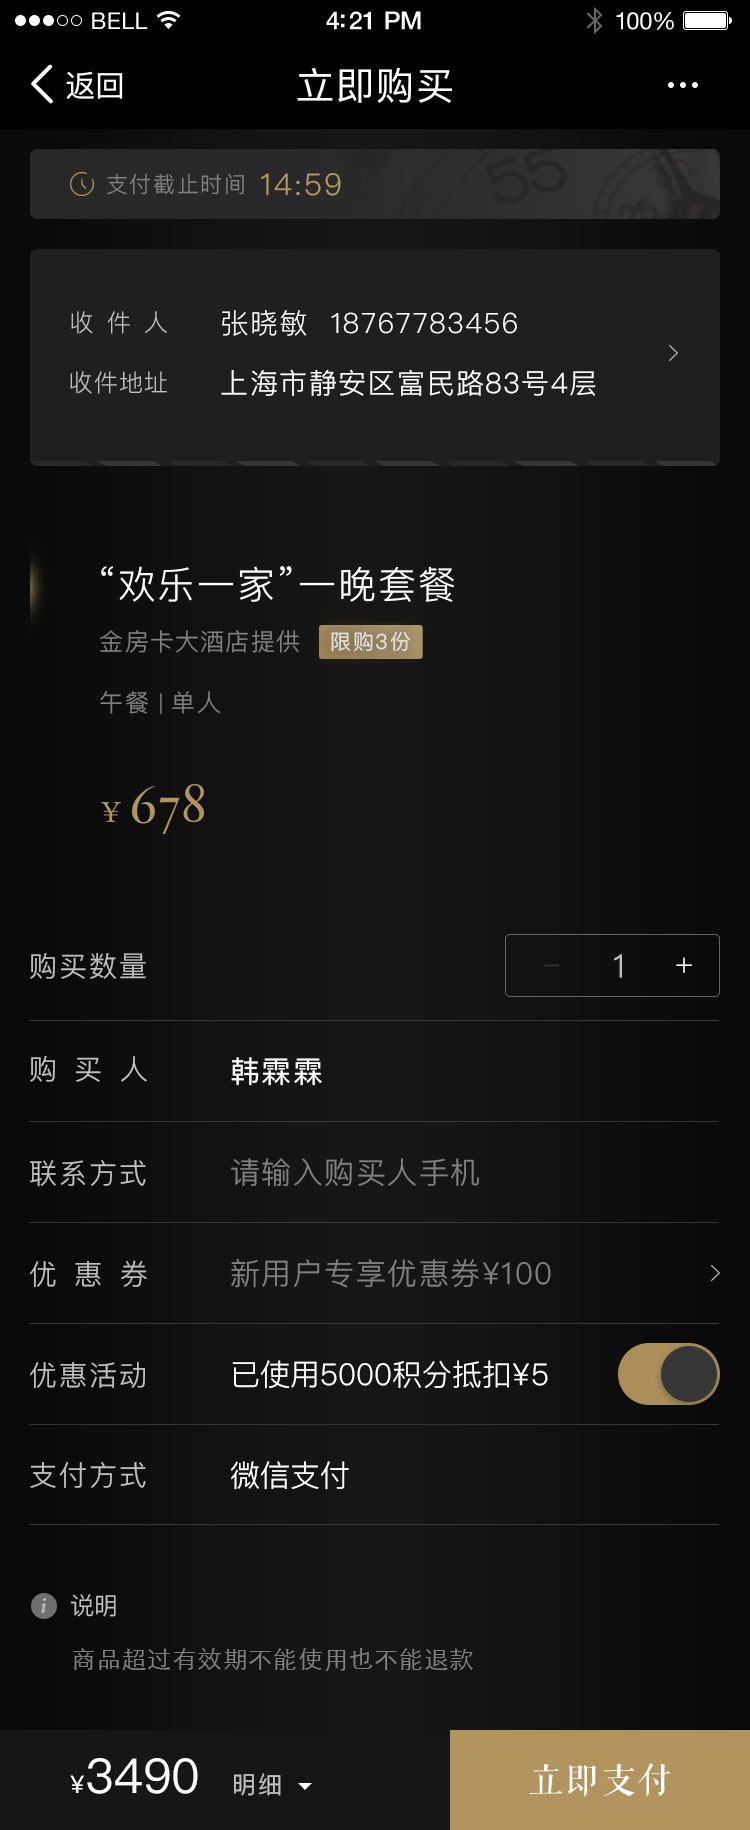 BELL 4:21 PM 100%
返回 立即购买
支付截止时间 14:59
55
25
收件人 张晓敏 18767783456
收件地址 上海市静安区富民路83号4层
“欢乐一家”一晚套餐
金房卡大酒店提供 限购3份
午餐 | 单人
¥ 678
购买数量 − 1 +
购买人 韩霖霖
联系方式 请输入购买人手机
优惠券 新用户专享优惠券¥100
优惠活动 已使用5000积分抵扣¥5
支付方式 微信支付
i 说明
商品超过有效期不能使用也不能退款
¥3490 明细 立即支付